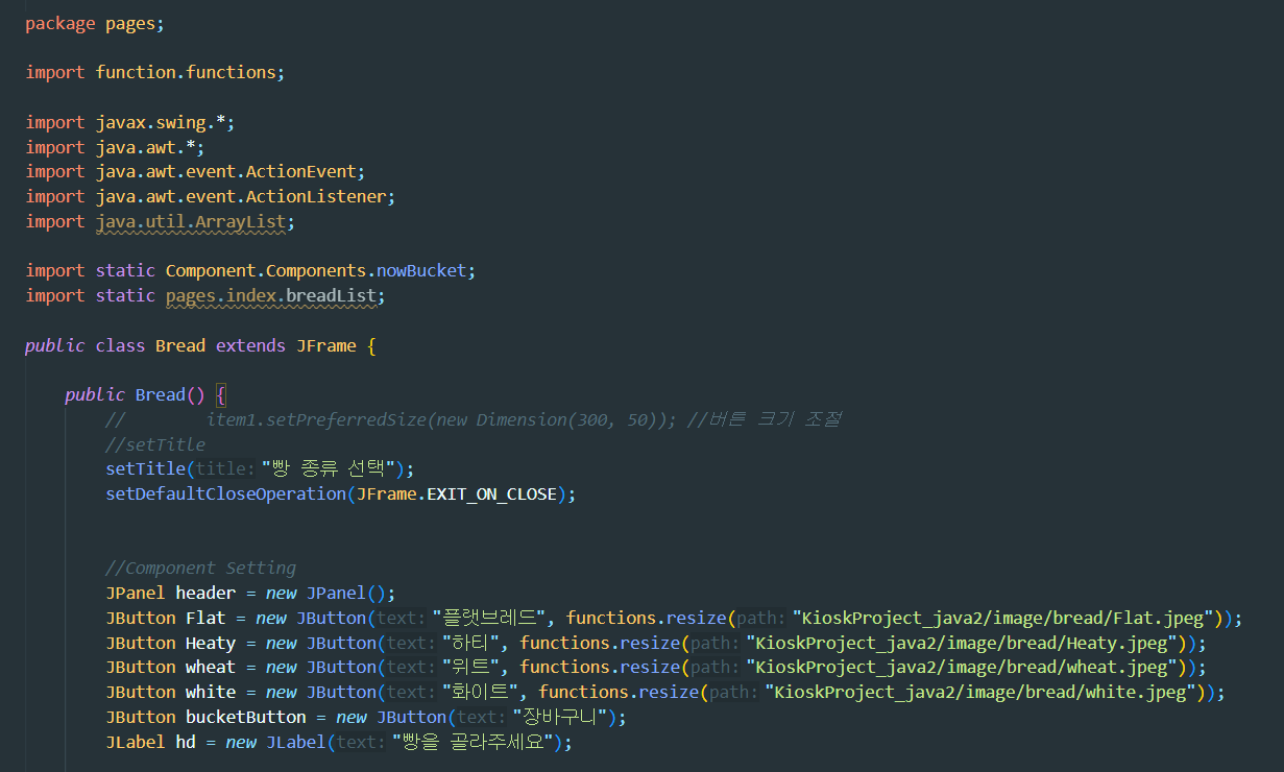 package pages;
import function.functions;
import javax.swing.*;
import java.awt.*;
import java.awt.event.ActionEvent;
import java.awt.event.ActionListener;
import java.util.ArrayList;
import static Component.Components.nowBucket;
import static pages.index.breadList;
public class Bread extends JFrame {
public Bread() {
//        item1.setPreferredSize(new Dimension(300, 50)); //버튼 크기 조절
//setTitle
setTitle(title: "빵 종류 선택");
setDefaultCloseOperation(JFrame.EXIT_ON_CLOSE);
//Component Setting
JPanel header = new JPanel();
JButton Flat = new JButton(text: "플랫브레드", functions.resize(path: "KioskProject_java2/image/bread/Flat.jpeg"));
JButton Heaty = new JButton(text: "하티", functions.resize(path: "KioskProject_java2/image/bread/Heaty.jpeg"));
JButton wheat = new JButton(text: "위트", functions.resize(path: "KioskProject_java2/image/bread/wheat.jpeg"));
JButton white = new JButton(text: "화이트", functions.resize(path: "KioskProject_java2/image/bread/white.jpeg"));
JButton bucketButton = new JButton(text: "장바구니");
JLabel hd = new JLabel(text: "빵을 골라주세요");